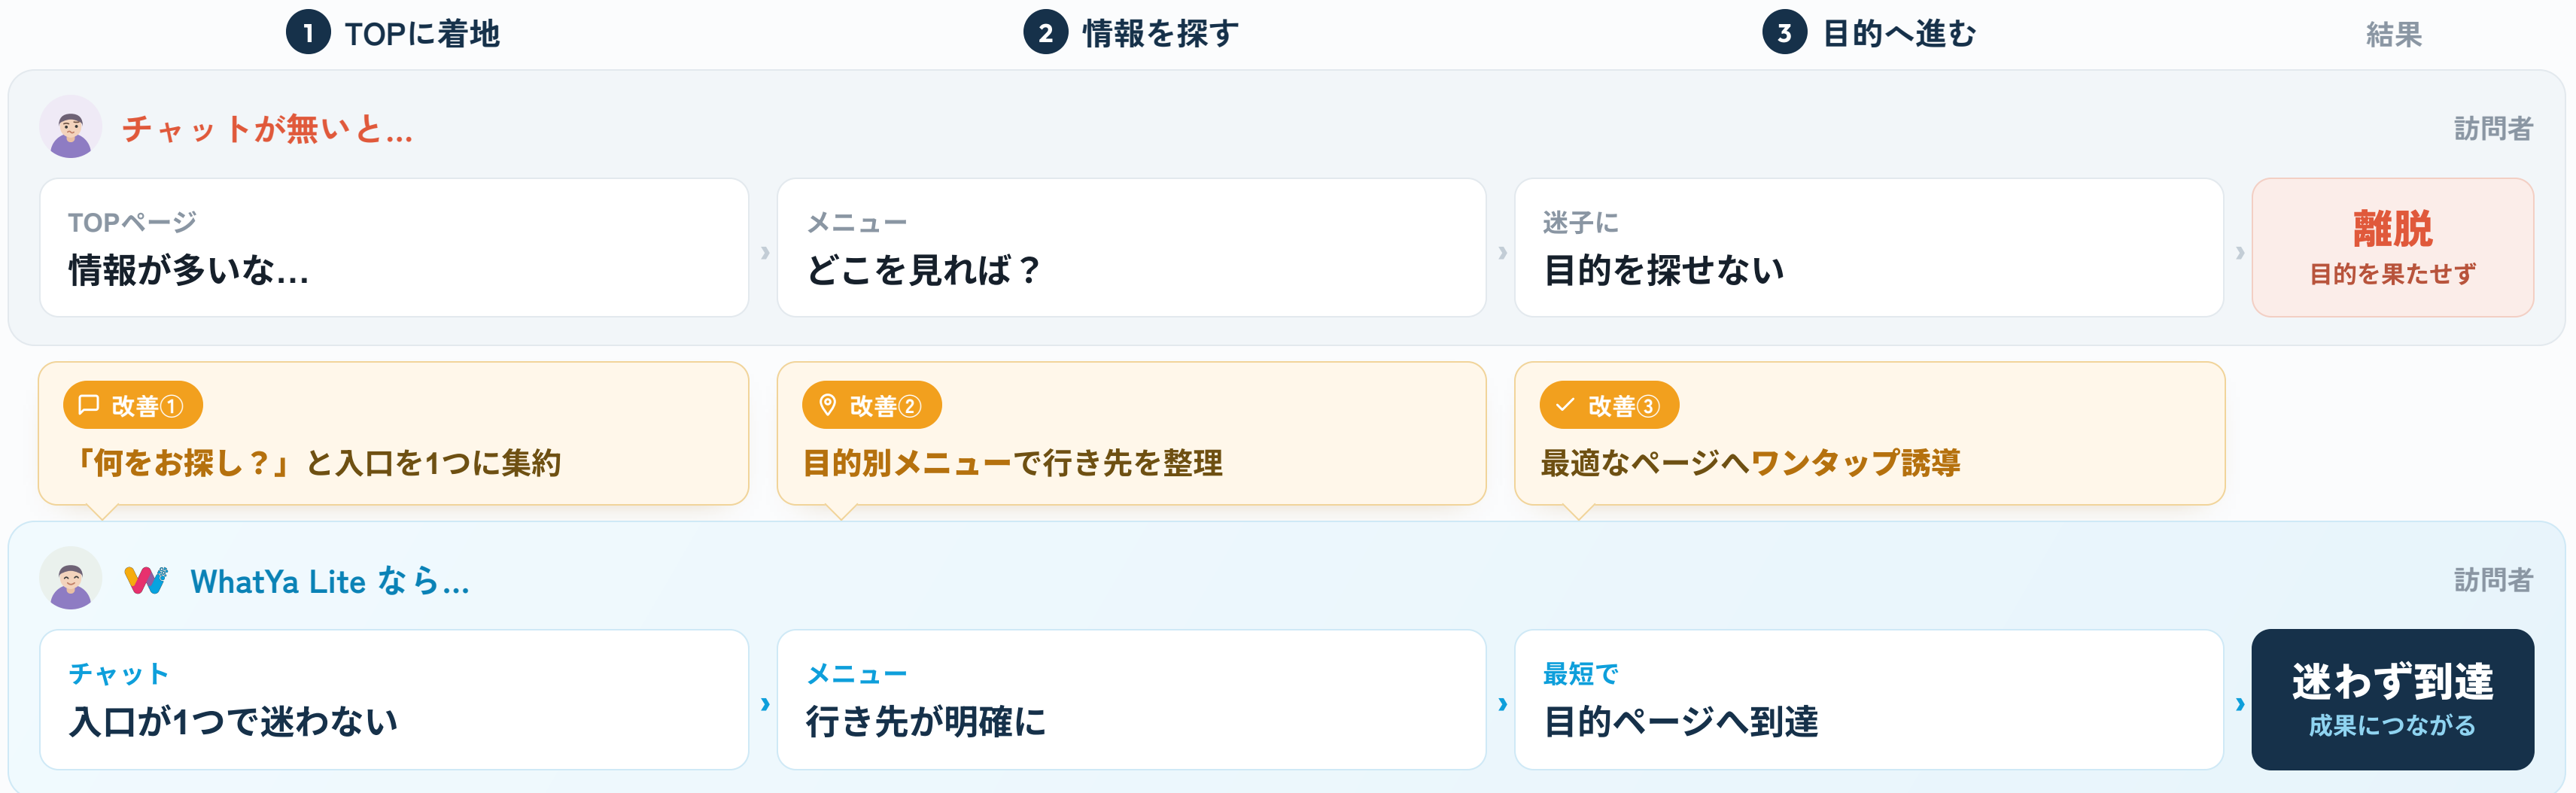 1 TOPに着地
2 情報を探す
3 目的へ進む
結果
チャットが無いと...
訪問者
TOPページ
情報が多いな...
›
メニュー
どこを見れば？
›
迷子に
目的を探せない
›
離脱
目的を果たせず
改善①
「何をお探し？」と入口を1つに集約
改善②
目的別メニューで行き先を整理
改善③
最適なページへワンタップ誘導
WhatYa Lite なら...
訪問者
チャット
入口が1つで迷わない
›
メニュー
行き先が明確に
›
最短で
目的ページへ到達
›
迷わず到達
成果につながる